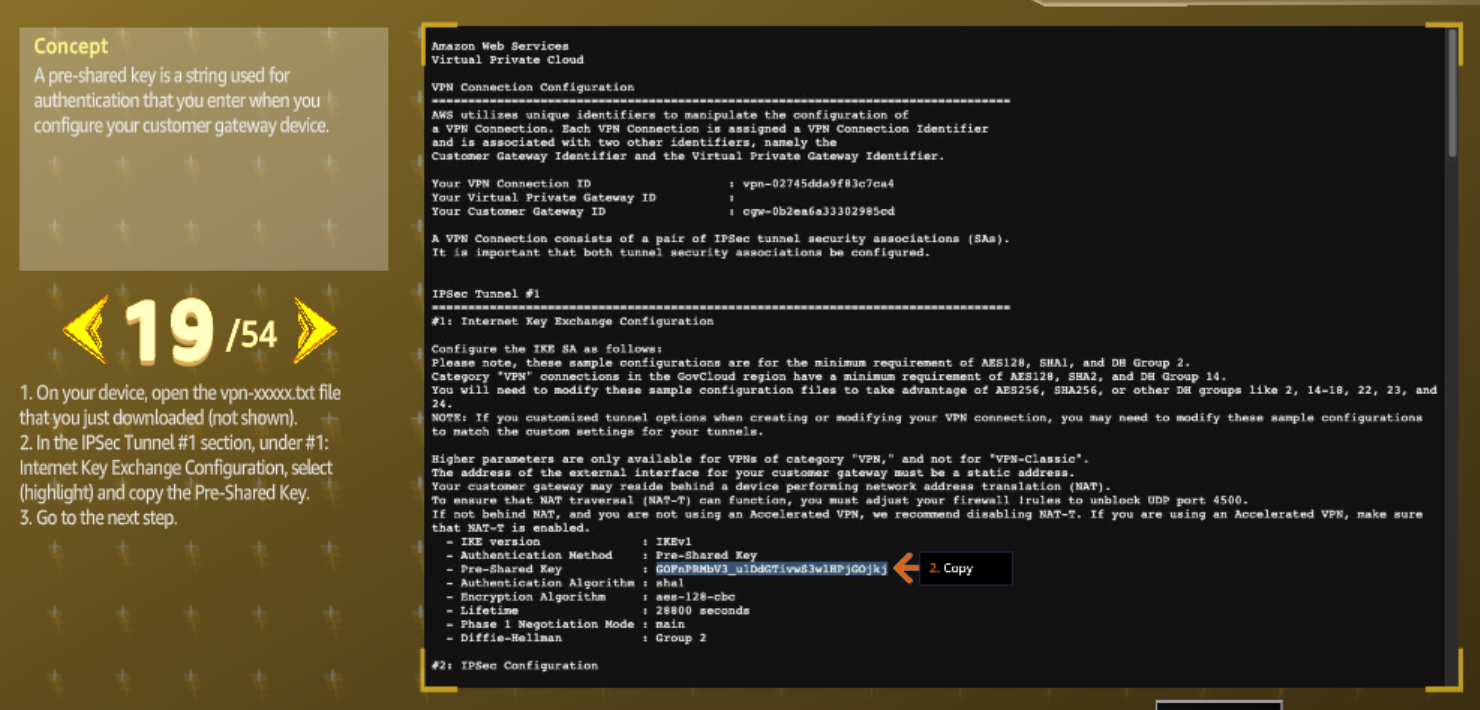 Concept
A pre-shared key is a string used for
authentication that you enter when you
configure your customer gateway device.
19 /54
1. On your device, open the vpn-xxxxx.txt file
that you just downloaded (not shown).
2. In the IPSec Tunnel #1 section, under #1:
Internet Key Exchange Configuration, select
(highlight) and copy the Pre-Shared Key.
3. Go to the next step.
Amazon Web Services
Virtual Private Cloud
VPN Connection Configuration
================================================================================
AWS utilizes unique identifiers to manipulate the configuration of
a VPN Connection. Each VPN Connection is assigned a VPN Connection Identifier
and is associated with two other identifiers, namely the
Customer Gateway Identifier and the Virtual Private Gateway Identifier.
Your VPN Connection ID : vpn-02745dda9f83c7ca4
Your Virtual Private Gateway ID :
Your Customer Gateway ID : cgw-0b2ea6a33302985cd
A VPN Connection consists of a pair of IPSec tunnel security associations (SAs).
It is important that both tunnel security associations be configured.
IPSec Tunnel #1
================================================================================
#1: Internet Key Exchange Configuration
Configure the IKE SA as follows:
Please note, these sample configurations are for the minimum requirement of AES128, SHA1, and DH Group 2.
Category "VPN" connections in the GovCloud region have a minimum requirement of AES128, SHA2, and DH Group 14.
You will need to modify these sample configuration files to take advantage of AES256, SHA256, or other DH groups like 2, 14-18, 22, 23, and
24.
NOTE: If you customized tunnel options when creating or modifying your VPN connection, you may need to modify these sample configurations
to match the custom settings for your tunnels.
Higher parameters are only available for VPNs of category "VPN," and not for "VPN-Classic".
The address of the external interface for your customer gateway must be a static address.
Your customer gateway may reside behind a device performing network address translation (NAT).
To ensure that NAT traversal (NAT-T) can function, you must adjust your firewall !rules to unblock UDP port 4500.
If not behind NAT, and you are not using an Accelerated VPN, we recommend disabling NAT-T. If you are using an Accelerated VPN, make sure
that NAT-T is enabled.
- IKE version : IKEv1
- Authentication Method : Pre-Shared Key
- Pre-Shared Key : GOFnPRMbV3_ulDdGTivwS3wlHPjGOjkj
2. Copy
- Authentication Algorithm : sha1
- Encryption Algorithm : aes-128-cbc
- Lifetime : 28800 seconds
- Phase 1 Negotiation Mode : main
- Diffie-Hellman : Group 2
#2: IPSec Configuration